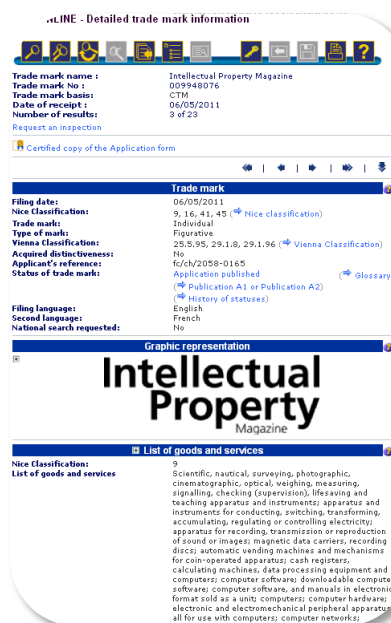 NLINE - Detailed trade mark information
Trade mark name : Intellectual Property Magazine
Trade mark No : 009948076
Trade mark basis: CTM
Date of receipt : 06/05/2011
Number of results: 3 of 23
Request an inspection
Certified copy of the Application form
Trade mark
Filing date: 06/05/2011
Nice Classification: 9, 16, 41, 45 ( Nice classification)
Trade mark: Individual
Type of mark: Figurative
Vienna Classification: 25.5.95, 29.1.8, 29.1.96 ( Vienna Classification)
Acquired distinctiveness: No
Applicant's reference: fc/ch/2058-0165
Status of trade mark: Application published ( Glossary
( Publication A1 or Publication A2)
( History of statuses)
Filing language: English
Second language: French
National search requested: No
Graphic representation
Intellectual
Property
Magazine
List of goods and services
Nice Classification: 9
List of goods and services Scientific, nautical, surveying, photographic,
cinematographic, optical, weighing, measuring,
signalling, checking (supervision), lifesaving and
teaching apparatus and instruments; apparatus and
instruments for conducting, switching, transforming,
accumulating, regulating or controlling electricity;
apparatus for recording, transmission or reproduction
of sound or images; magnetic data carriers, recording
discs; automatic vending machines and mechanisms
for coin-operated apparatus; cash registers,
calculating machines, data processing equipment and
computers; computer software; downloadable compute
software; computer software, and manuals in electronic
format sold as a unit; computers; computer hardware;
electronic and electromechanical peripheral apparatus
all for use with computers; computer networks;